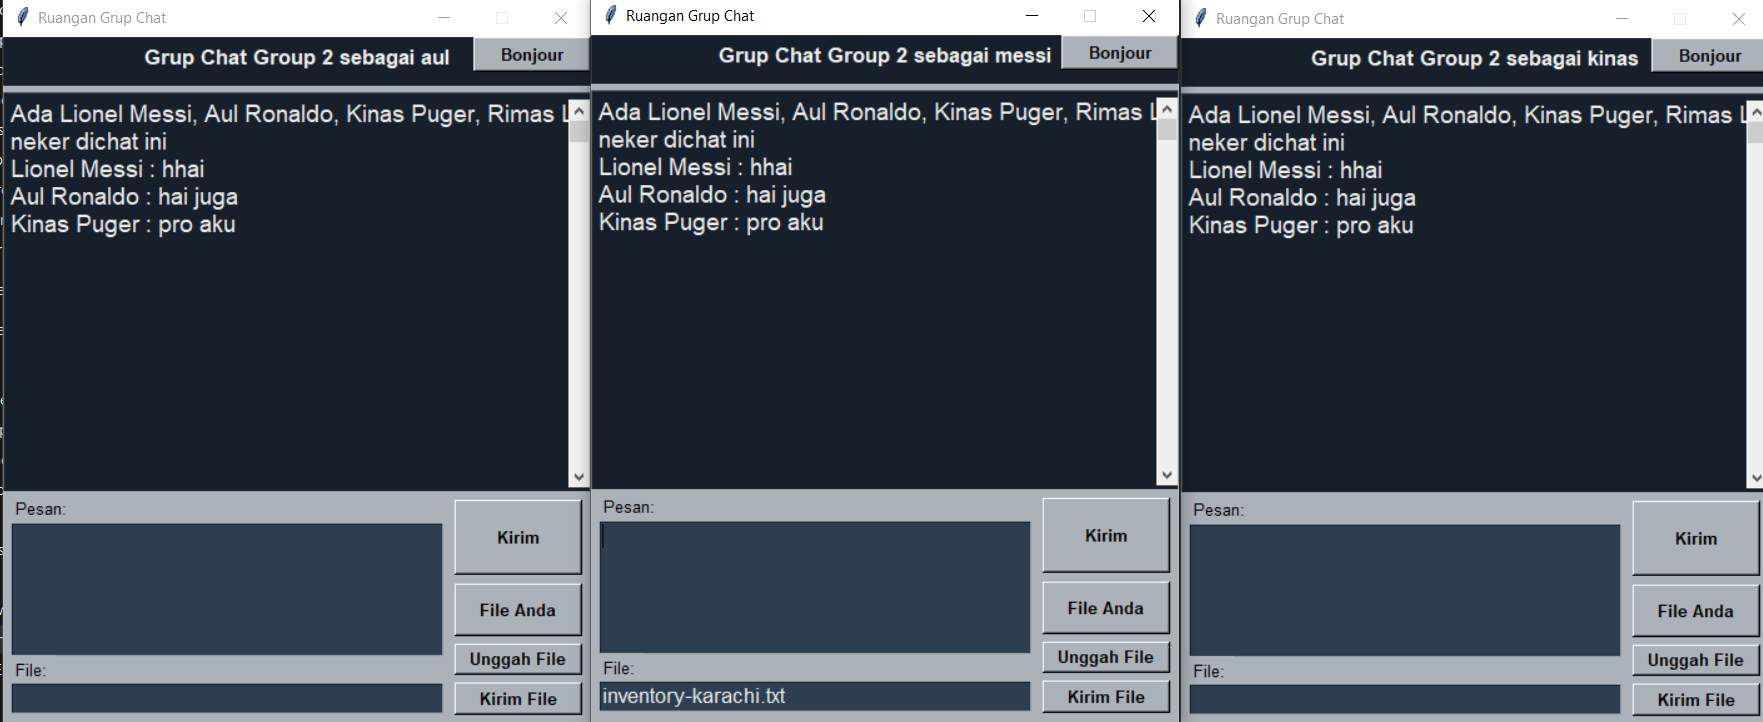 Ruangan Grup Chat
Grup Chat Group 2 sebagai aul
Bonjour
Ada Lionel Messi, Aul Ronaldo, Kinas Puger, Rimas L
neker dichat ini
Lionel Messi : hhai
Aul Ronaldo : hai juga
Kinas Puger : pro aku
Pesan:
Kirim
File Anda
Unggah File
File:
Kirim File
Ruangan Grup Chat
Grup Chat Group 2 sebagai messi
Bonjour
Ada Lionel Messi, Aul Ronaldo, Kinas Puger, Rimas L
neker dichat ini
Lionel Messi : hhai
Aul Ronaldo : hai juga
Kinas Puger : pro aku
Pesan:
Kirim
File Anda
Unggah File
File:
inventory-karachi.txt
Kirim File
Ruangan Grup Chat
Grup Chat Group 2 sebagai kinas
Bonjour
Ada Lionel Messi, Aul Ronaldo, Kinas Puger, Rimas L
neker dichat ini
Lionel Messi : hhai
Aul Ronaldo : hai juga
Kinas Puger : pro aku
Pesan:
Kirim
File Anda
Unggah File
File:
Kirim File